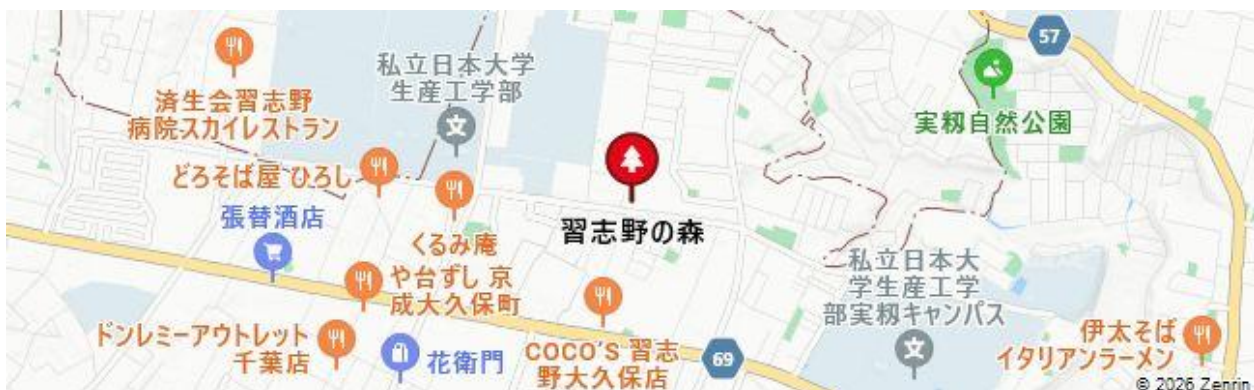 57
私立日本大学
生産工学部
済生会習志野
病院スカイレストラン
実籾自然公園
どろそば屋 ひろし
張替酒店
習志野の森
くるみ庵
や台ずし 京
成大久保町
私立日本大
学生産工学
部実籾キャンパス
ドンレミーアウトレット
千葉店
花衛門
COCO'S 習志
野大久保店
69
伊太そば
イタリアンラーメン
© 2026 Zenrin